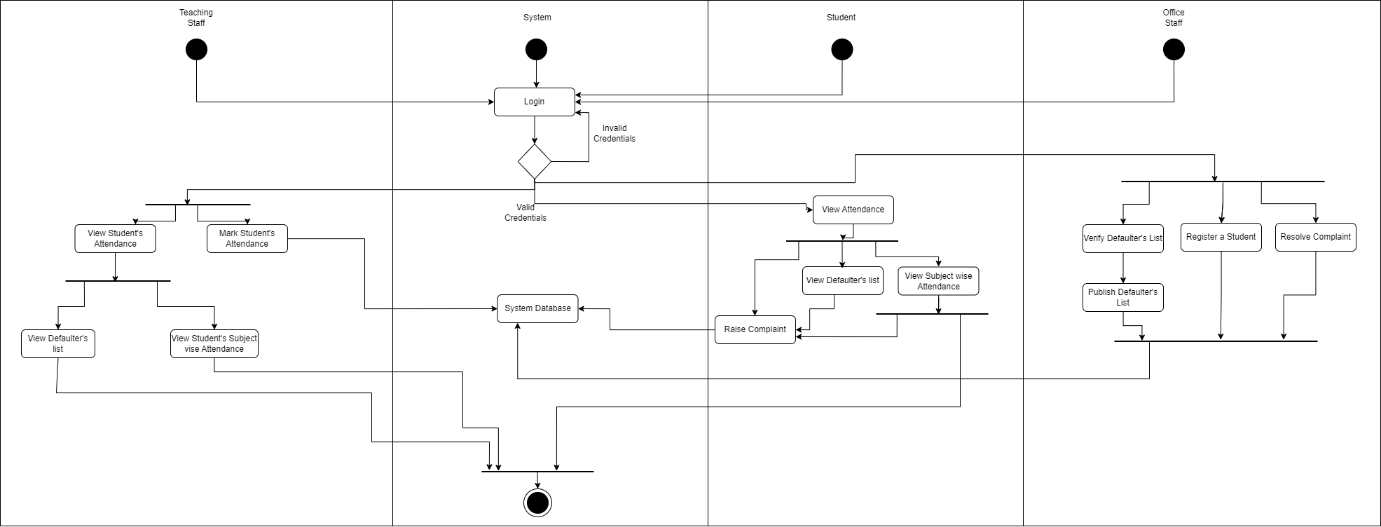 Teaching
Staff
System
Student
Office
Staff
Login
Invalid
Credentials
Valid
Credentials
View Attendance
View Student's
Attendance
Mark Student's
Attendance
Verify Defaulter's List
Register a Student
Resolve Complaint
View Defaulter's list
View Subject wise
Attendance
Publish Defaulter's
List
System Database
Raise Complaint
View Defaulter's
list
View Student's Subject
vise Attendance